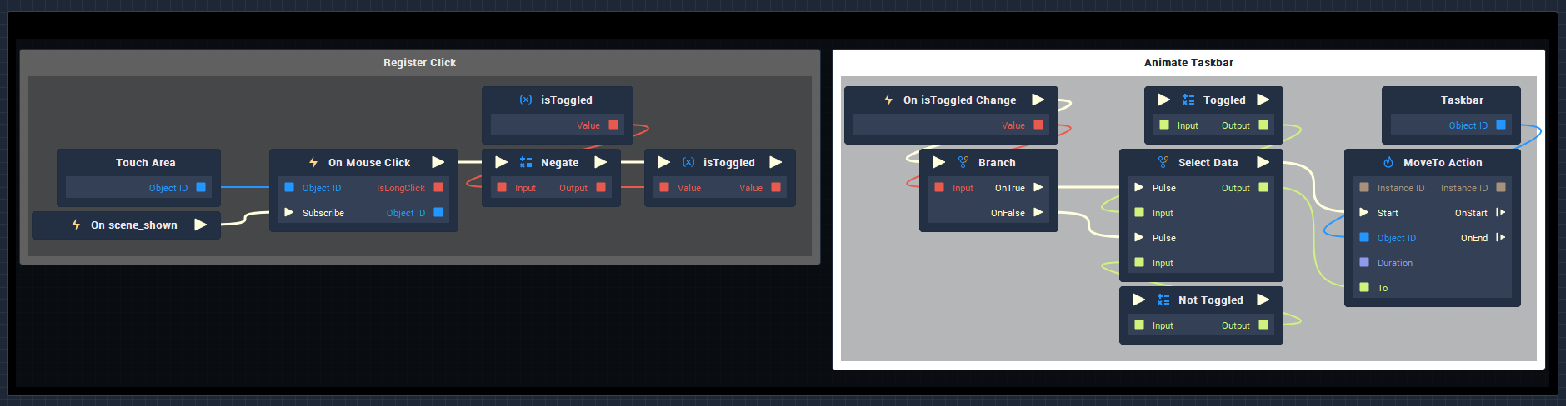 Register Click
isToggled
Value
Touch Area
Object ID
On Mouse Click
Object ID
isLongClick
Subscribe
Object ID
Negate
Input
Output
isToggled
Value
Value
On scene_shown
Animate Taskbar
On isToggled Change
Value
Toggled
Input
Output
Taskbar
Object ID
Branch
Input
OnTrue
OnFalse
Select Data
Pulse
Output
Input
Pulse
Input
MoveTo Action
Instance ID
Instance ID
Start
OnStart
Object ID
OnEnd
Duration
To
Not Toggled
Input
Output